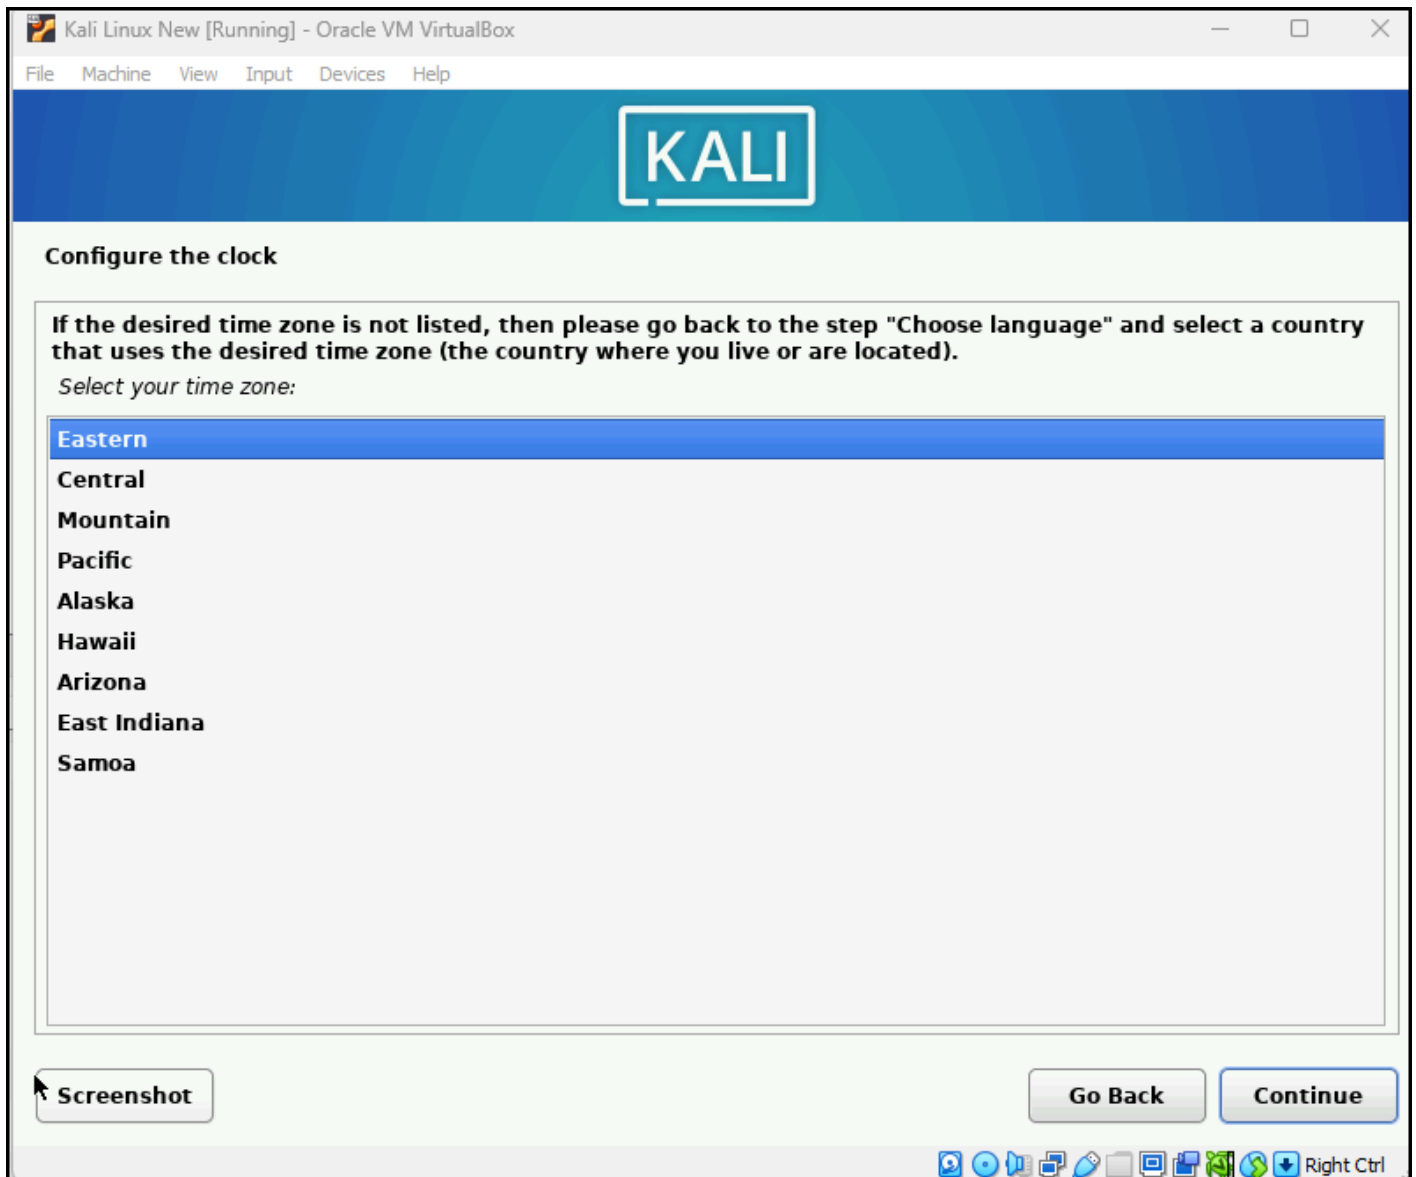 Kali Linux New [Running] - Oracle VM VirtualBox
File Machine View Input Devices Help
KALI
Configure the clock
If the desired time zone is not listed, then please go back to the step "Choose language" and select a country
that uses the desired time zone (the country where you live or are located).
Select your time zone:
Eastern
Central
Mountain
Pacific
Alaska
Hawaii
Arizona
East Indiana
Samoa
Screenshot Go Back Continue
Right Ctrl